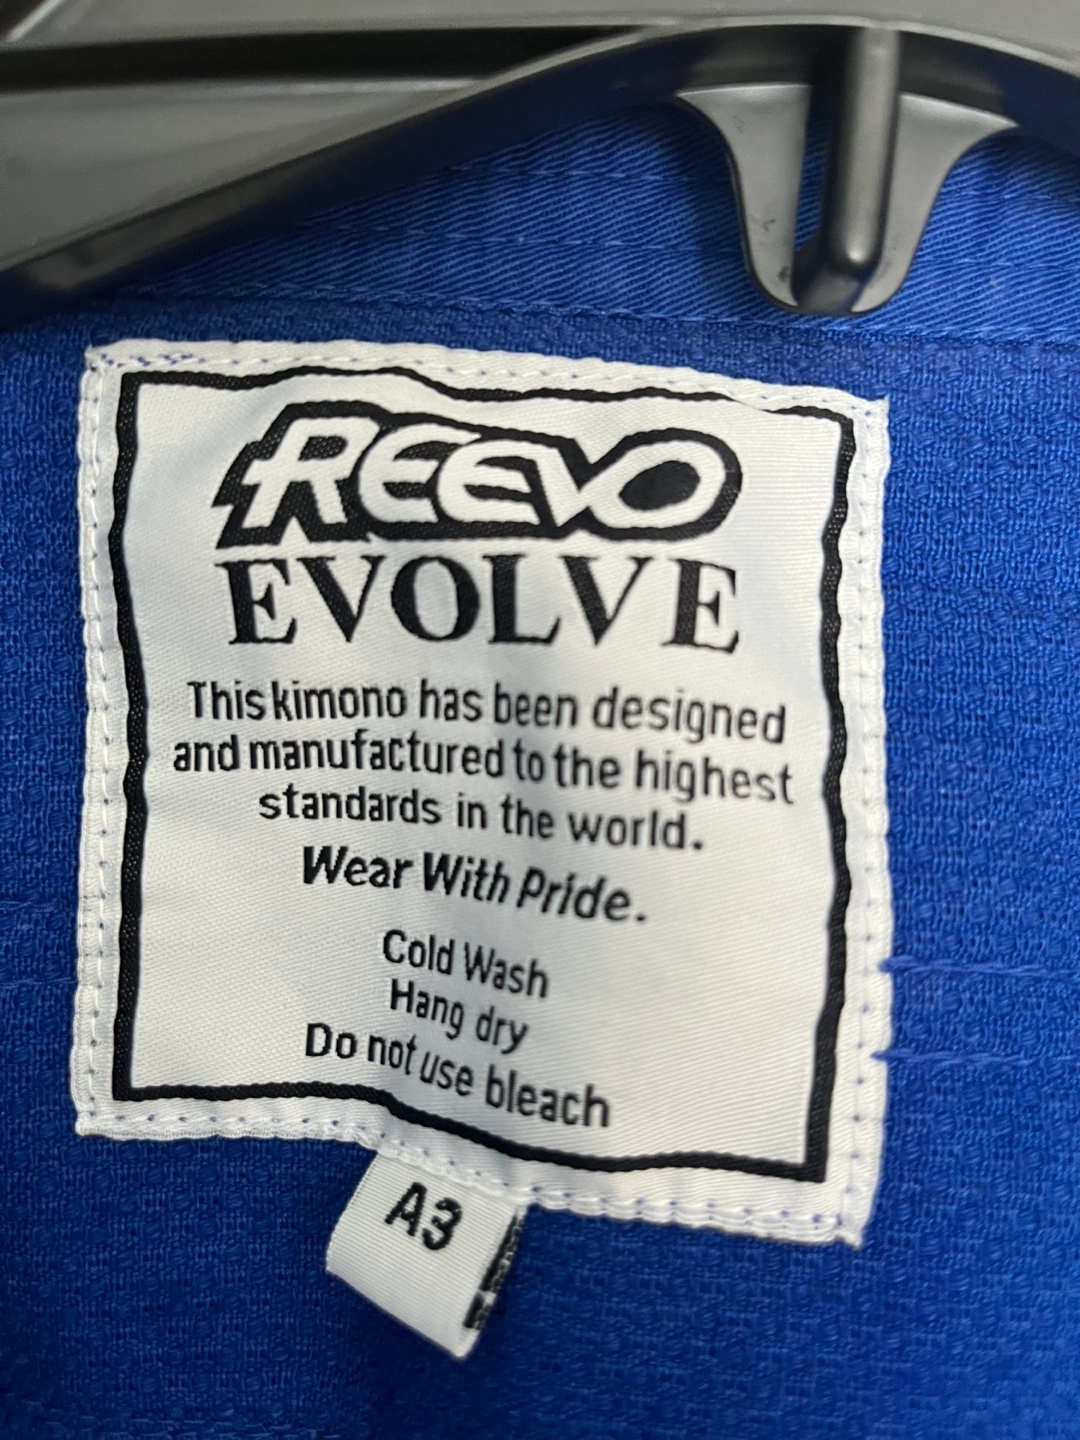 REEVO
EVOLVE
This kimono has been designed
and manufactured to the highest
standards in the world.
Wear With Pride.
Cold Wash
Hang dry
Do not use bleach
A3